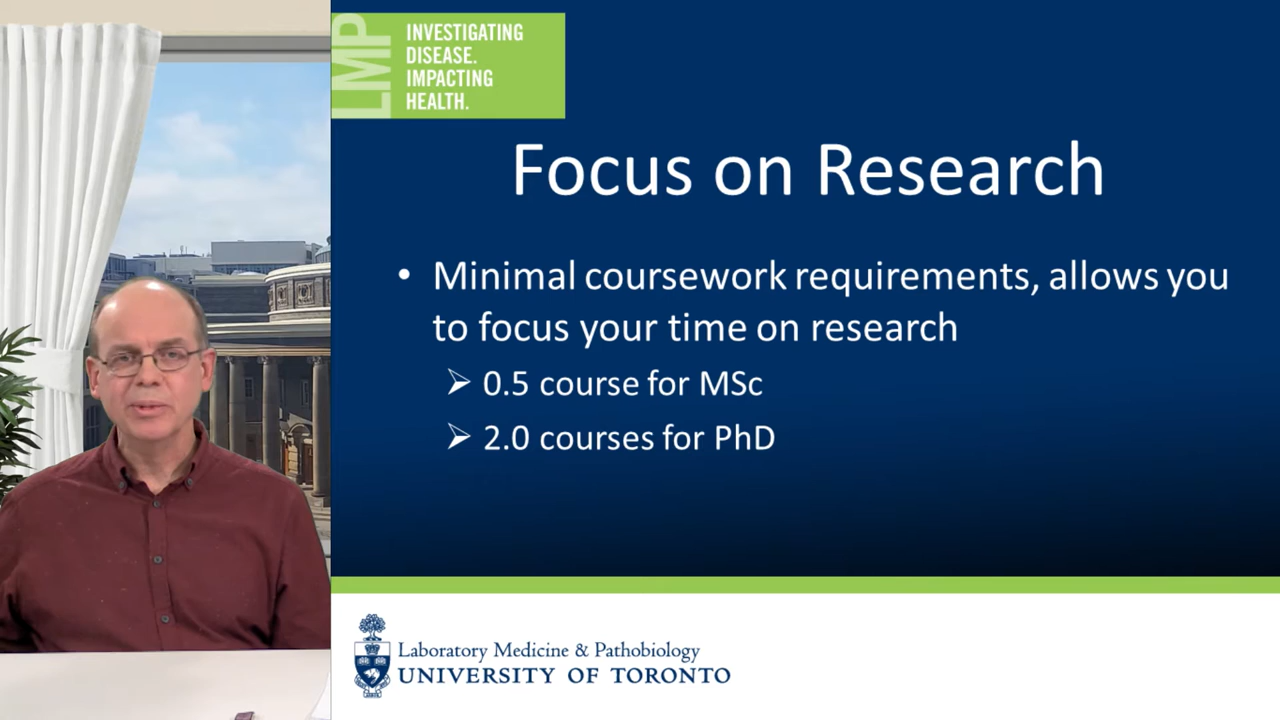 LMP
INVESTIGATING
DISEASE.
IMPACTING
HEALTH.
Focus on Research
• Minimal coursework requirements, allows you
to focus your time on research
➢ 0.5 course for MSc
➢ 2.0 courses for PhD
Laboratory Medicine & Pathobiology
UNIVERSITY OF TORONTO